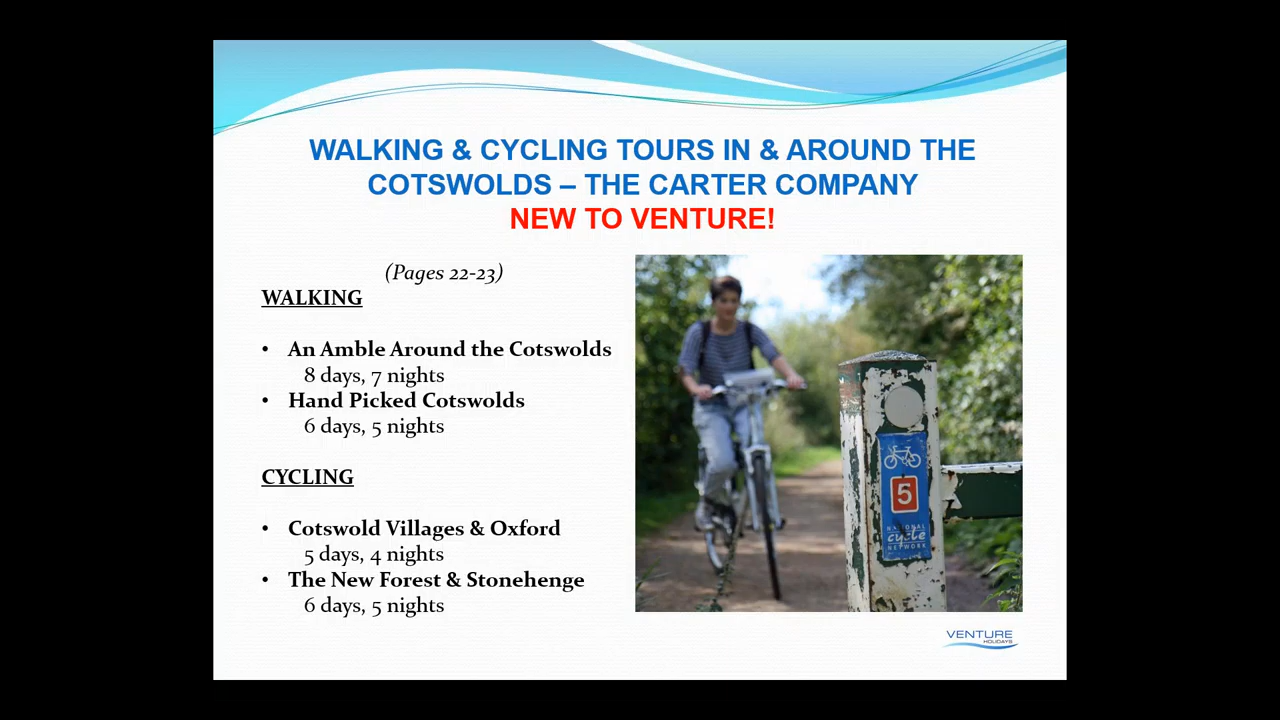 WALKING & CYCLING TOURS IN & AROUND THE
COTSWOLDS – THE CARTER COMPANY
NEW TO VENTURE!
(Pages 22-23)
WALKING
• An Amble Around the Cotswolds
8 days, 7 nights
• Hand Picked Cotswolds
6 days, 5 nights
CYCLING
• Cotswold Villages & Oxford
5 days, 4 nights
• The New Forest & Stonehenge
6 days, 5 nights
5
NATIONAL
cycle
NETWORK
VENTURE
HOLIDAYS